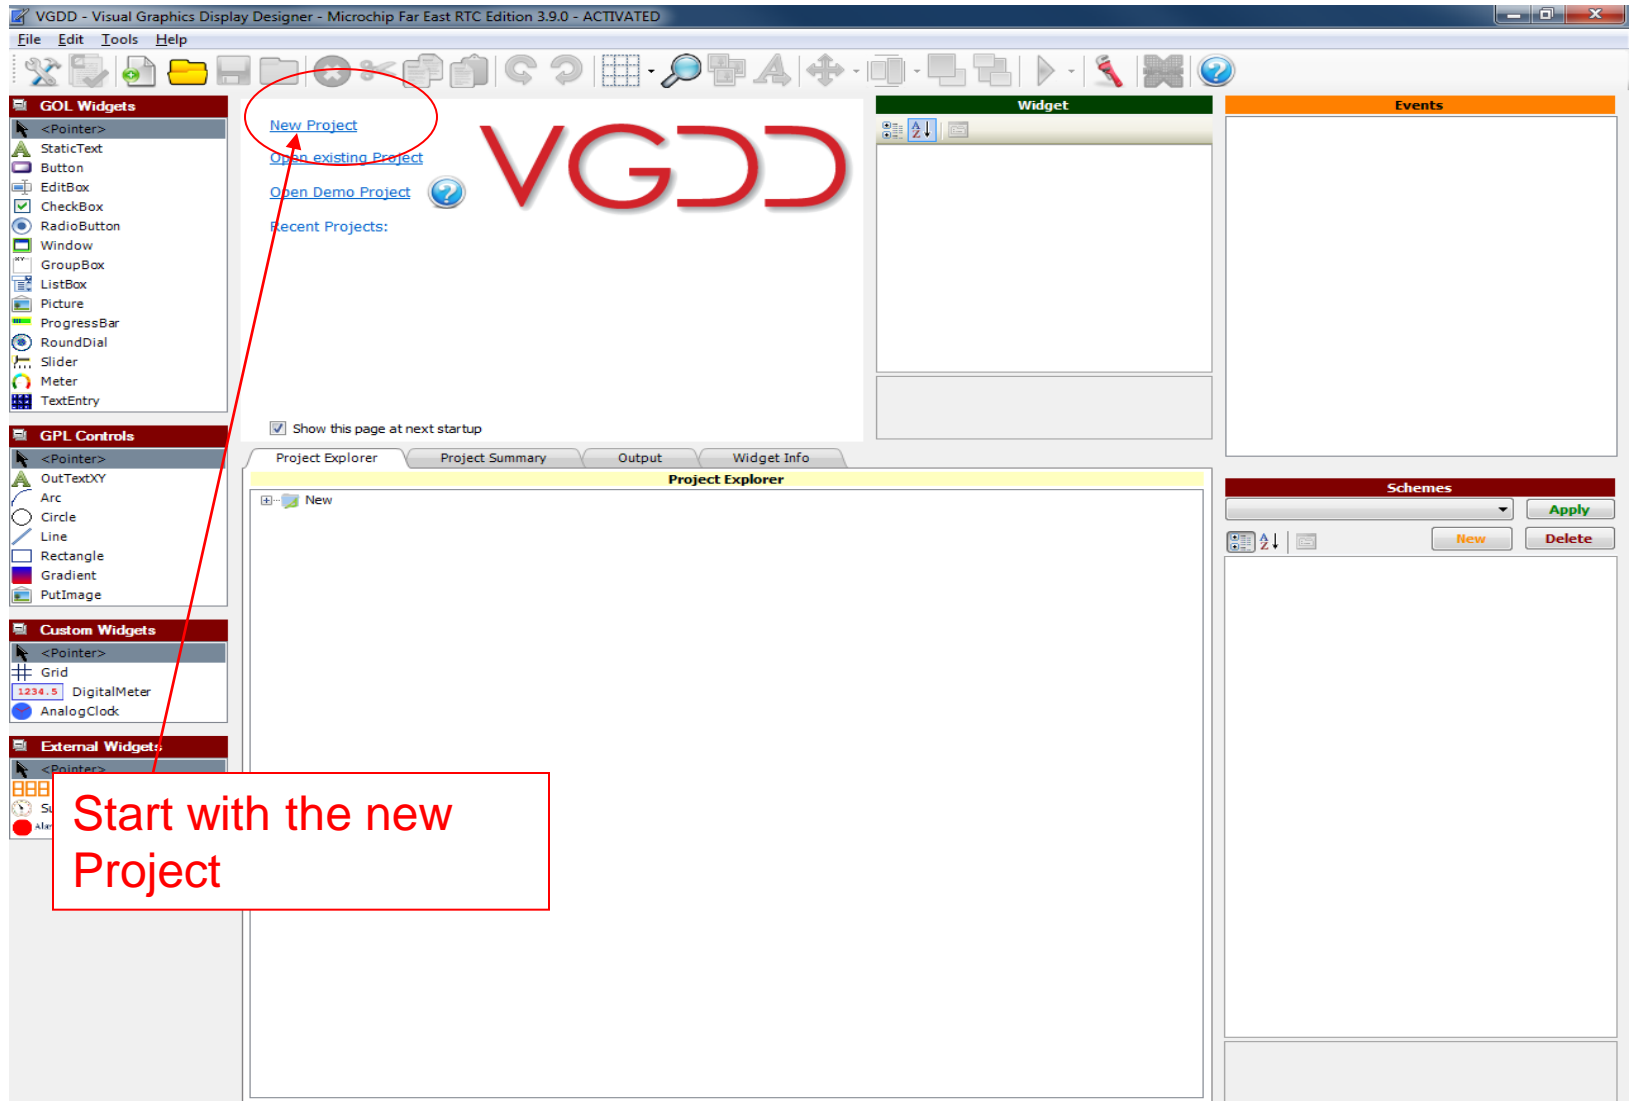 VGDD - Visual Graphics Display Designer - Microchip Far East RTC Edition 3.9.0 - ACTIVATED
File Edit Tools Help
GOL Widgets
<Pointer>
StaticText
Button
EditBox
CheckBox
RadioButton
Window
GroupBox
ListBox
Picture
ProgressBar
RoundDial
Slider
Meter
TextEntry
GPL Controls
<Pointer>
OutTextXY
Arc
Circle
Line
Rectangle
Gradient
PutImage
Custom Widgets
<Pointer>
Grid
1234.5 DigitalMeter
AnalogClock
External Widgets
<Pointer>
New Project
Open existing Project
Open Demo Project
Recent Projects:
VGDD
Show this page at next startup
Project Explorer Project Summary Output Widget Info
Project Explorer
New
Start with the new
Project
Widget
Events
Schemes
Apply
New Delete